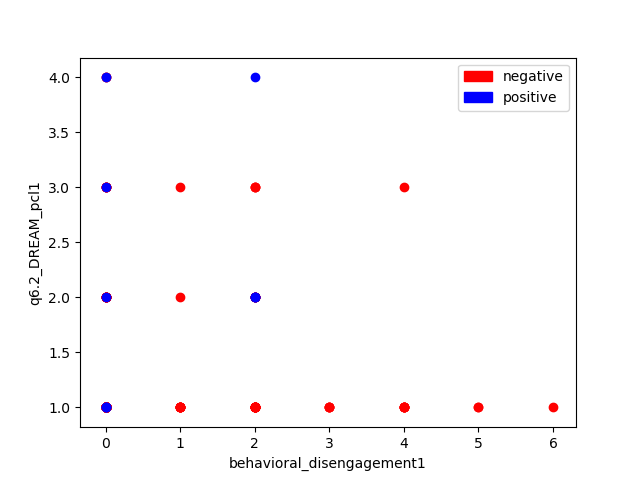 negative
positive
4.0
3.5
3.0
2.5
2.0
1.5
1.0
q6.2_DREAM_pcl1
0 1 2 3 4 5 6
behavioral_disengagement1